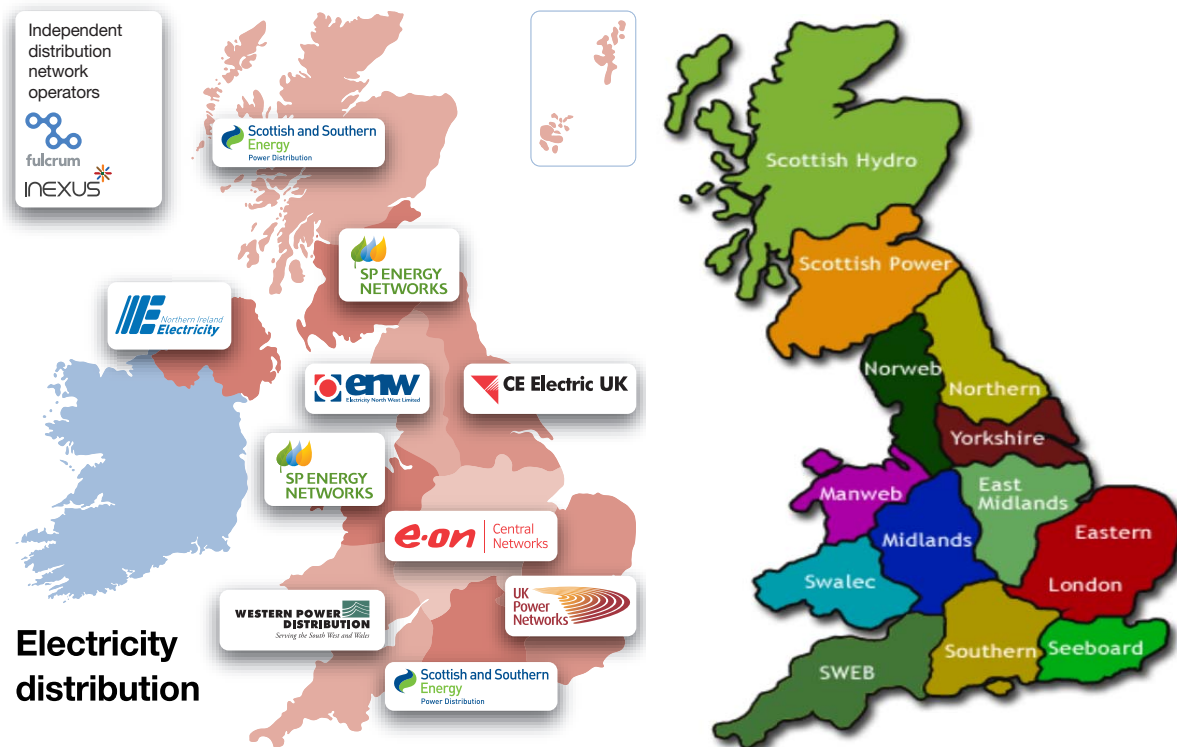 Independent
distribution
network
operators
fulcrum
INEXUS
Scottish and Southern
Energy
Power Distribution
SP ENERGY
NETWORKS
Northern Ireland
Electricity
enw
Electricity North West Limited
CE Electric UK
SP ENERGY
NETWORKS
e·on
Central
Networks
WESTERN POWER
DISTRIBUTION
Serving the South West and Wales
UK
Power
Networks
Scottish and Southern
Energy
Power Distribution
Electricity
distribution
Scottish Hydro
Scottish Power
Norweb
Northern
Yorkshire
Manweb
East
Midlands
Midlands
Eastern
Swalec
London
Southern
Seeboard
SWEB